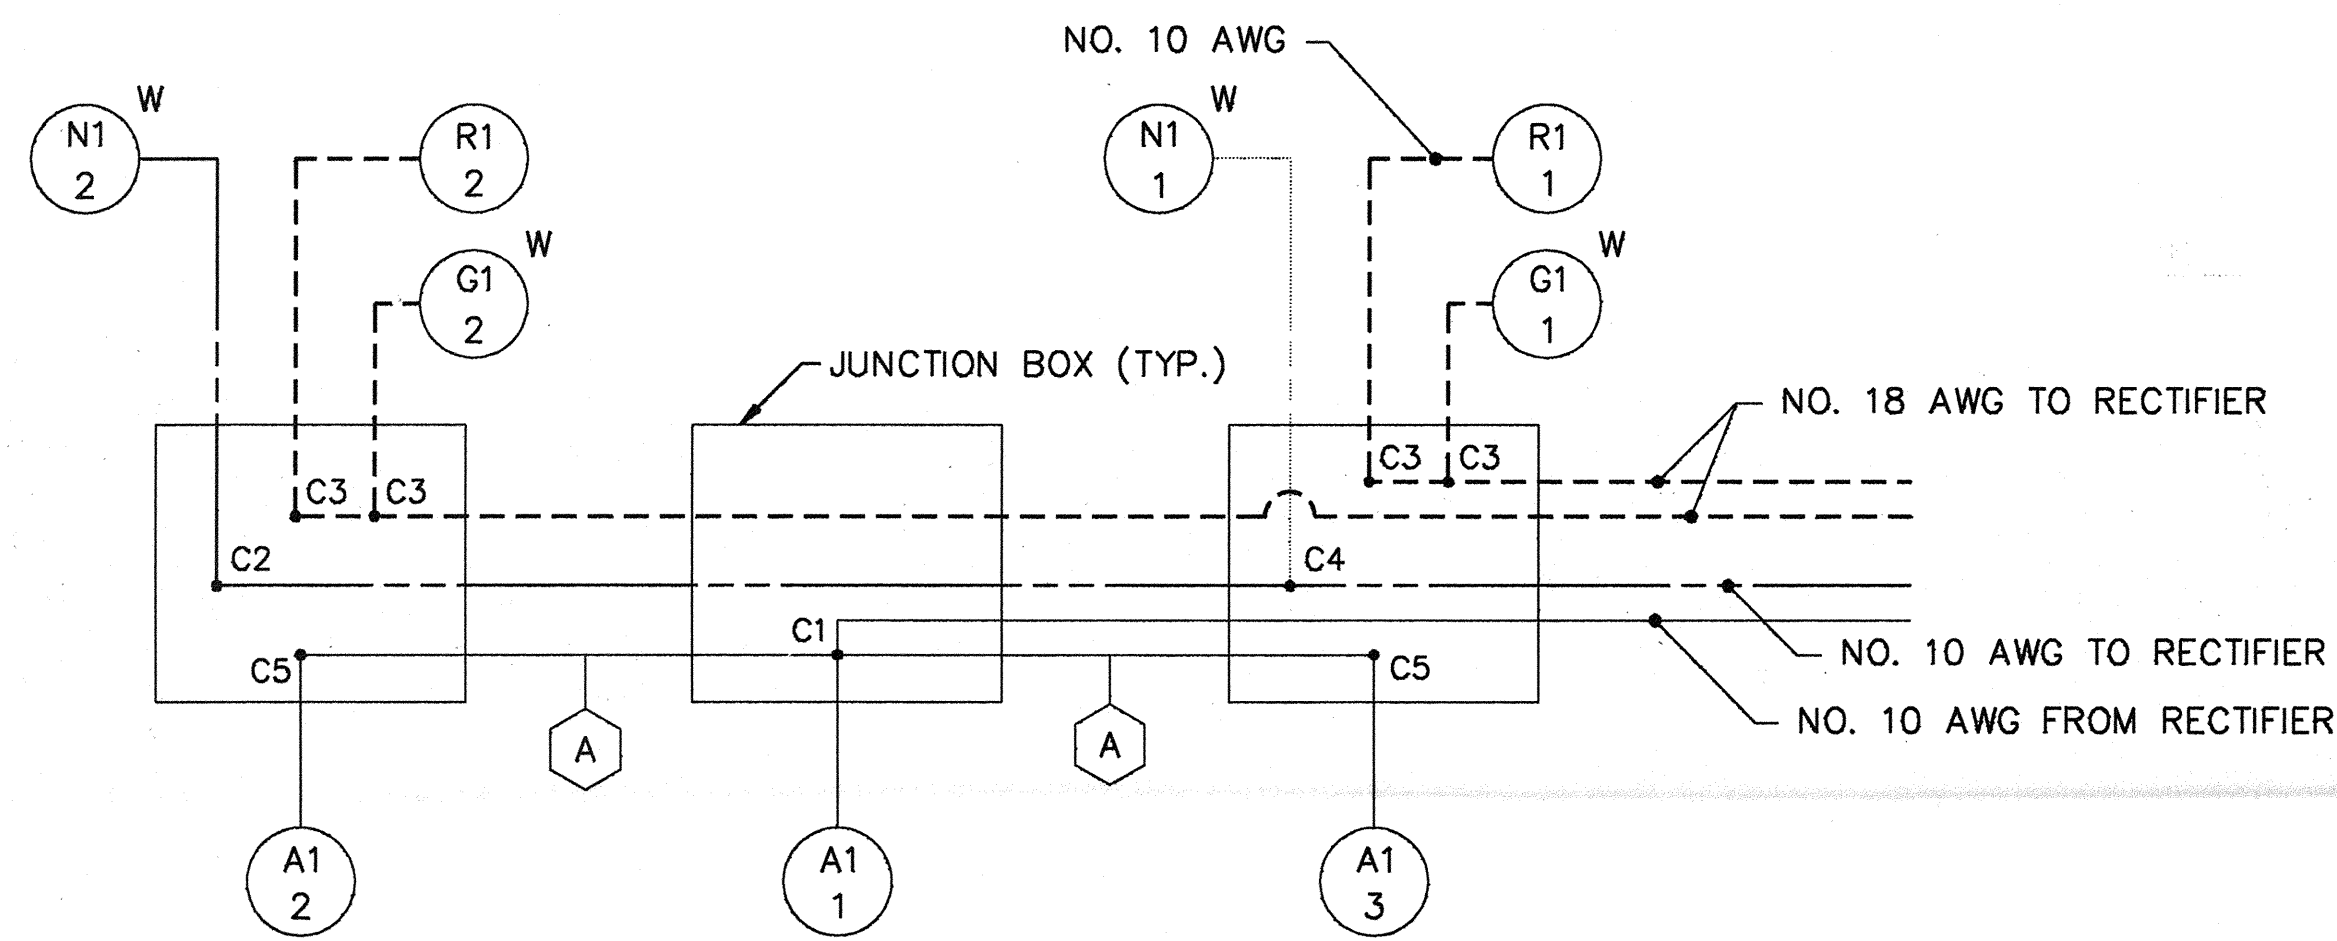 NO. 10 AWG
W
N1
2
R1
2
W
G1
2
W
N1
1
R1
1
W
G1
1
JUNCTION BOX (TYP.)
NO. 18 AWG TO RECTIFIER
C3 C3
C3 C3
C2
C4
C1
C5
C5
NO. 10 AWG TO RECTIFIER
NO. 10 AWG FROM RECTIFIER
A
A
A1
2
A1
1
A1
3